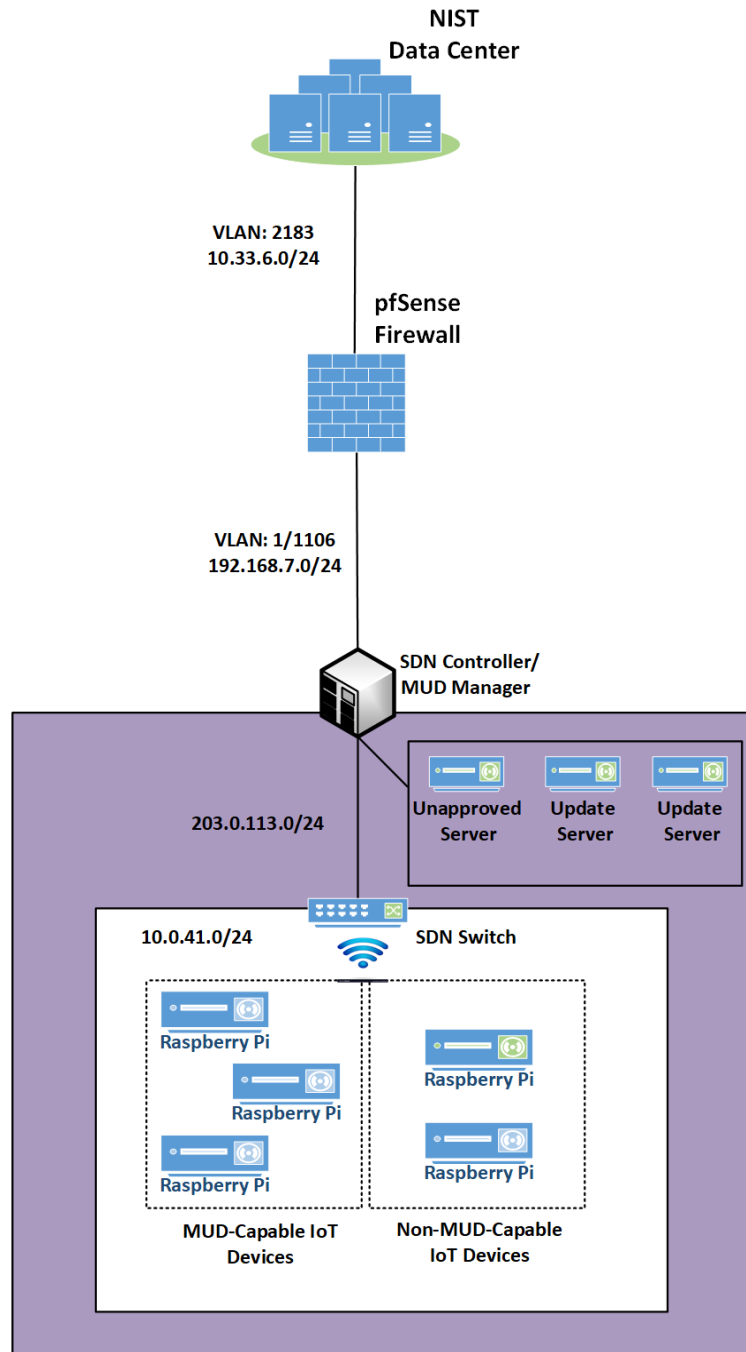 NIST
Data Center
VLAN: 2183
10.33.6.0/24
pfSense
Firewall
VLAN: 1/1106
192.168.7.0/24
SDN Controller/
MUD Manager
Unapproved
Server
Update
Server
Update
Server
203.0.113.0/24
10.0.41.0/24
SDN Switch
Raspberry Pi
Raspberry Pi
Raspberry Pi
MUD-Capable IoT
Devices
Raspberry Pi
Raspberry Pi
Non-MUD-Capable
IoT Devices